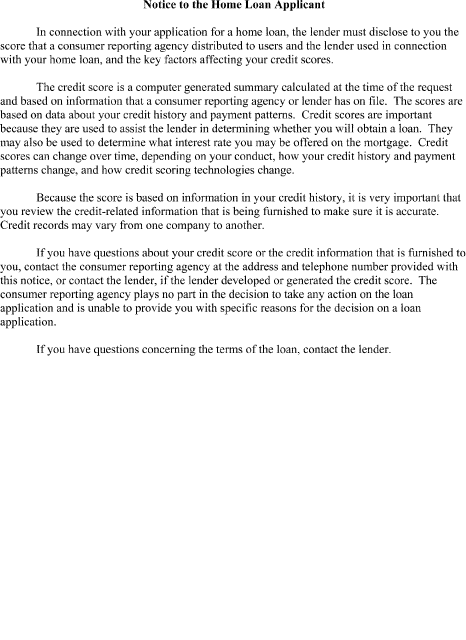 Notice to the Home Loan Applicant
In connection with your application for a home loan, the lender must disclose to you the
score that a consumer reporting agency distributed to users and the lender used in connection
with your home loan, and the key factors affecting your credit scores.
The credit score is a computer generated summary calculated at the time of the request
and based on information that a consumer reporting agency or lender has on file.  The scores are
based on data about your credit history and payment patterns.  Credit scores are important
because they are used to assist the lender in determining whether you will obtain a loan.  They
may also be used to determine what interest rate you may be offered on the mortgage.  Credit
scores can change over time, depending on your conduct, how your credit history and payment
patterns change, and how credit scoring technologies change.
Because the score is based on information in your credit history, it is very important that
you review the credit-related information that is being furnished to make sure it is accurate.
Credit records may vary from one company to another.
If you have questions about your credit score or the credit information that is furnished to
you, contact the consumer reporting agency at the address and telephone number provided with
this notice, or contact the lender, if the lender developed or generated the credit score.  The
consumer reporting agency plays no part in the decision to take any action on the loan
application and is unable to provide you with specific reasons for the decision on a loan
application.
If you have questions concerning the terms of the loan, contact the lender.